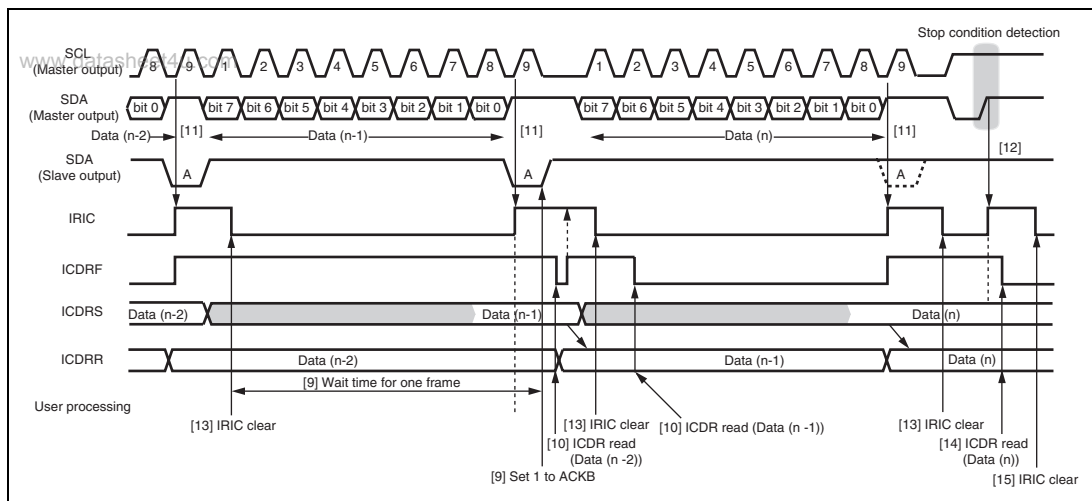 Stop condition detection
www.datasheet4u.com
SCL
(Master output)
8 9 1 2 3 4 5 6 7 8 9 1 2 3 4 5 6 7 8 9
SDA
(Master output)
bit 0 bit 7 bit 6 bit 5 bit 4 bit 3 bit 2 bit 1 bit 0 bit 7 bit 6 bit 5 bit 4 bit 3 bit 2 bit 1 bit 0
Data (n-2) [11] Data (n-1) [11] Data (n) [11] [12]
SDA
(Slave output)
A A A
IRIC
ICDRF
ICDRS
Data (n-2) Data (n-1) Data (n)
ICDRR
Data (n-2) Data (n-1) Data (n)
[9] Wait time for one frame
User processing
[13] IRIC clear
[13] IRIC clear
[10] ICDR read (Data (n -1))
[13] IRIC clear
[10] ICDR read
(Data (n -2))
[14] ICDR read
(Data (n))
[9] Set 1 to ACKB
[15] IRIC clear